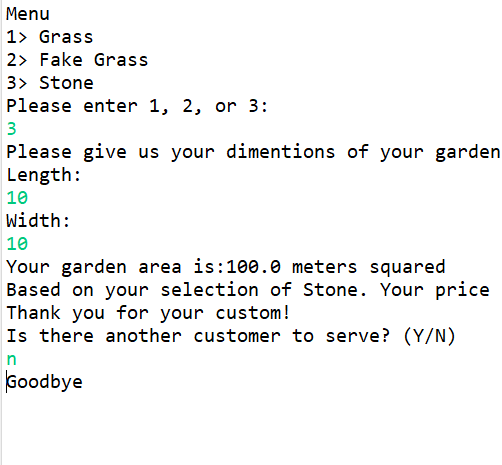 Menu
1> Grass
2> Fake Grass
3> Stone
Please enter 1, 2, or 3:
3
Please give us your dimentions of your garden
Length:
10
Width:
10
Your garden area is:100.0 meters squared
Based on your selection of Stone. Your price
Thank you for your custom!
Is there another customer to serve? (Y/N)
n
Goodbye